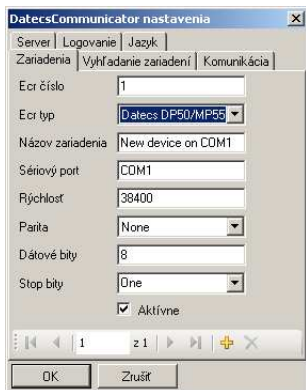 DatecsCommunicator nastavenia
Server Logovanie Jazyk
Zariadenia Vyhľadanie zariadení Komunikácia
Ecr číslo 1
Ecr typ Datecs DP50/MP55
Názov zariadenia New device on COM1
Sériový port COM1
Rýchlosť 38400
Parita None
Dátové bity 8
Stop bity One
Aktívne
1 z 1
OK Zrušiť